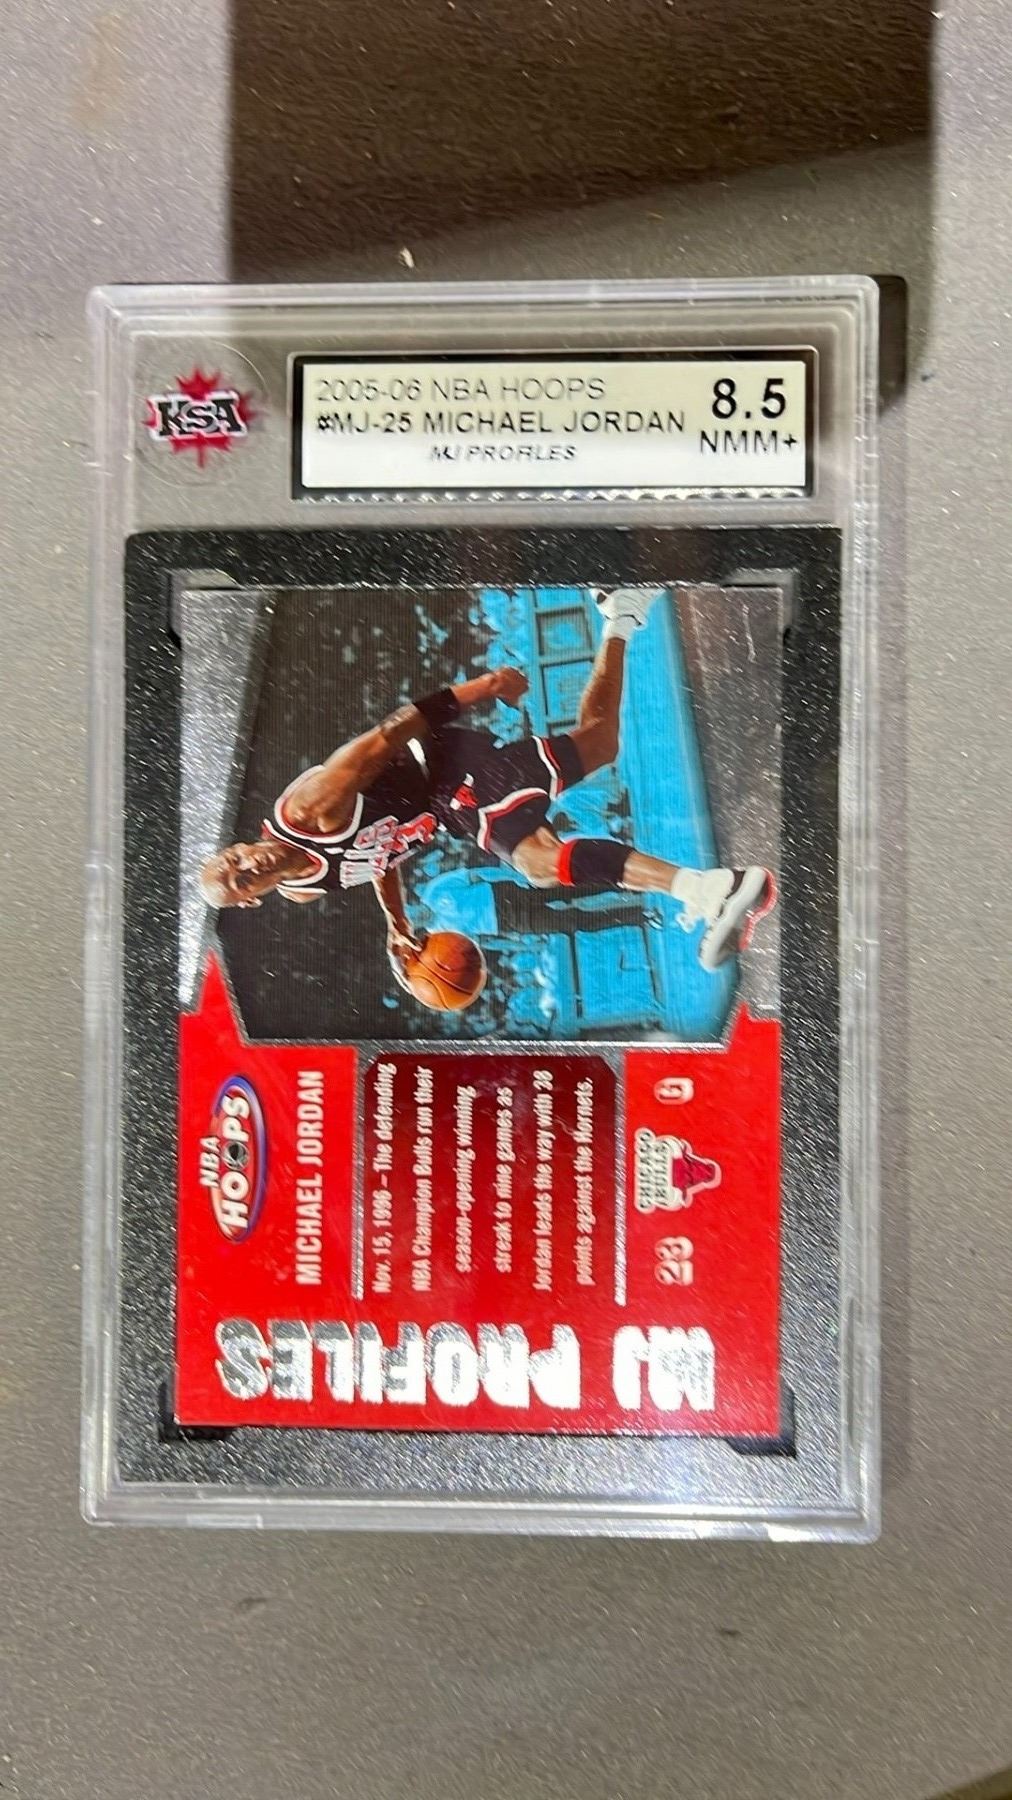 KSA
2005-06 NBA HOOPS
#MJ-25 MICHAEL JORDAN
MJ PROFILES
8.5
NMM+
NBA
HOOPS
MICHAEL JORDAN
Nov. 15, 1996 – The defending
NBA Champion Bulls run their
season-opening winning
streak to nine games as
Jordan leads the way with 38
points against the Hornets.
23
CHICAGO
BULLS
G
MJ PROFILES